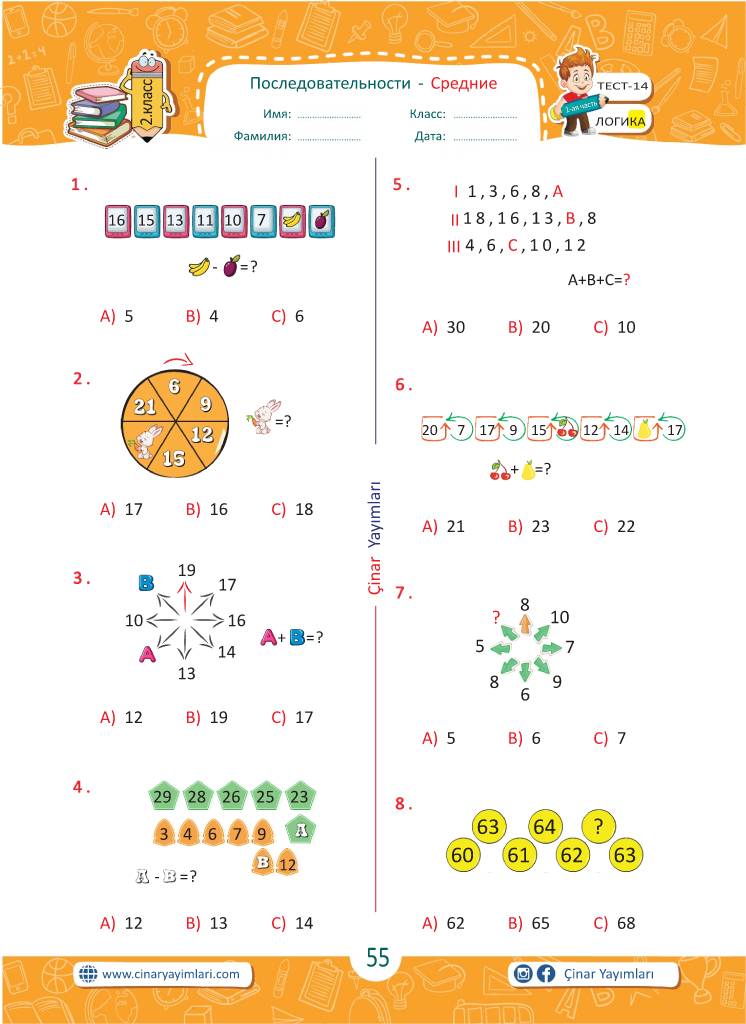 2.класс
Последовательности - Средние
Имя: ........................ Класс: ........................
Фамилия: ........................ Дата: ........................
ТЕСТ-14
1-ая часть
ЛОГИКА
1.
16 15 13 11 10 7
- =?
A) 5 B) 4 C) 6
2.
6
21 9
12
15
=?
A) 17 B) 16 C) 18
3.
19
B 17
10 16
A 14
13
A+B=?
A) 12 B) 19 C) 17
4.
29 28 26 25 23
3 4 6 7 9 A
B 12
A - B =?
A) 12 B) 13 C) 14
Çinar Yayımları
5.
I 1, 3, 6, 8, A
II 18, 16, 13, B, 8
III 4, 6, C, 10, 12
A+B+C=?
A) 30 B) 20 C) 10
6.
20 7 17 9 15 12 14 17
+ =?
A) 21 B) 23 C) 22
7.
8
? 10
5 7
8 9
6
A) 5 B) 6 C) 7
8.
63 64 ?
60 61 62 63
A) 62 B) 65 C) 68
55
www.cinaryayimlari.com
Çinar Yayımları